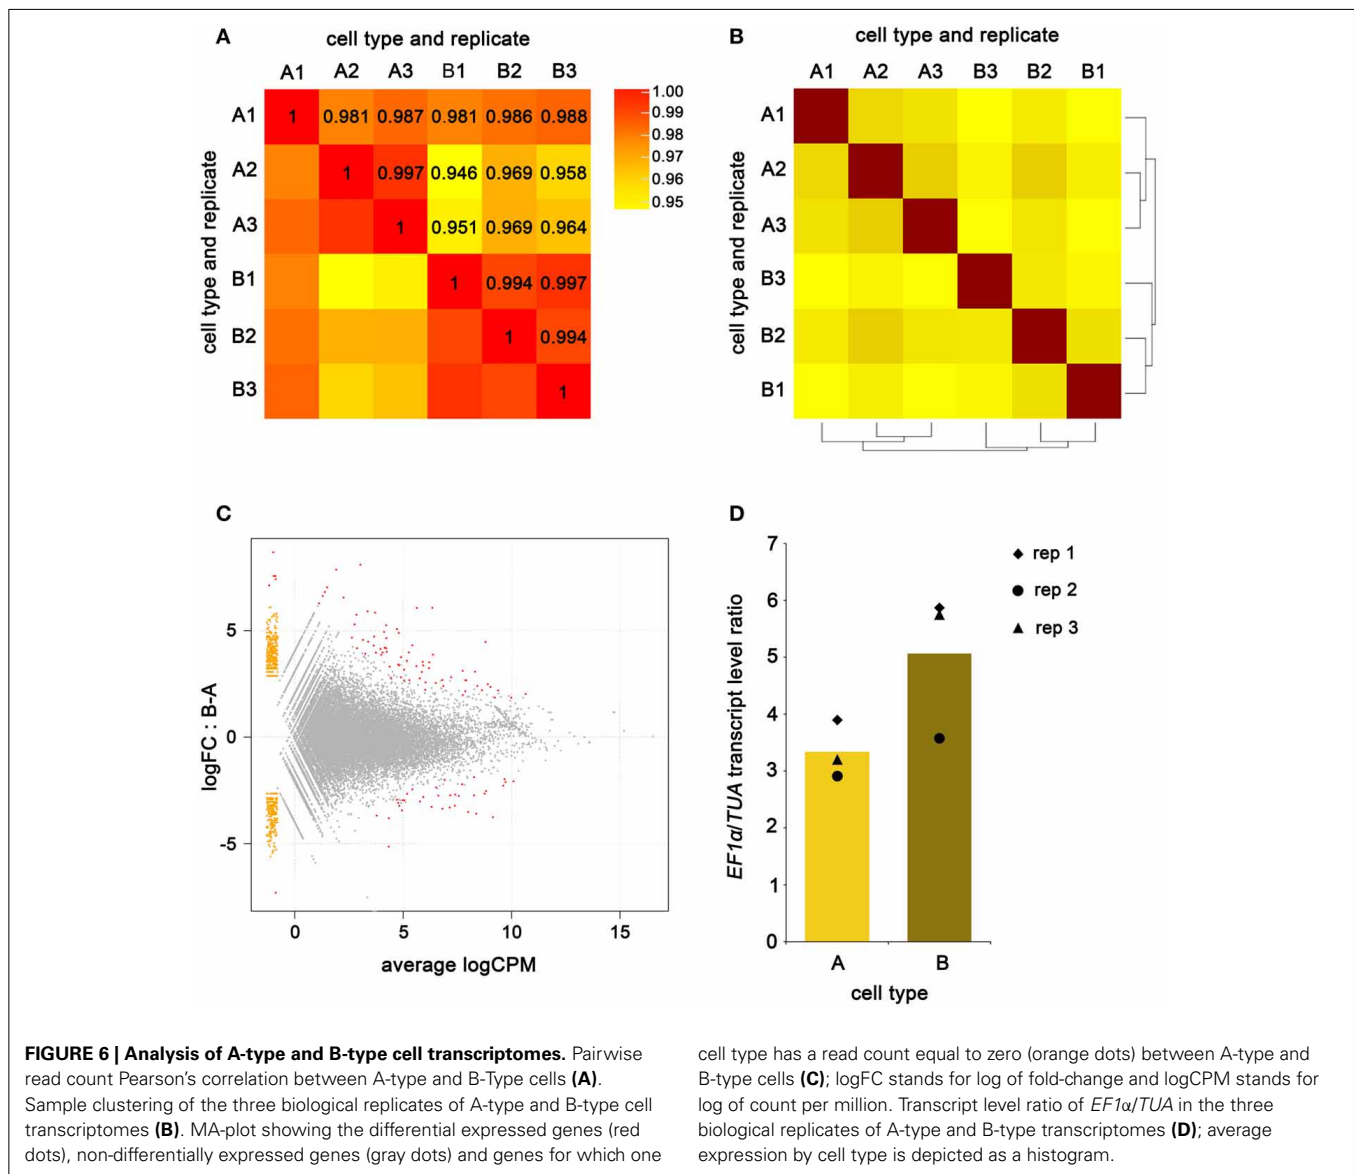 A
cell type and replicate
A1 A2 A3 B1 B2 B3
cell type and replicate
A1 1 0.981 0.987 0.981 0.986 0.988
A2 1 0.997 0.946 0.969 0.958
A3 1 0.951 0.969 0.964
B1 1 0.994 0.997
B2 1 0.994
B3 1
1.00
0.99
0.98
0.97
0.96
0.95
B
cell type and replicate
A1 A2 A3 B3 B2 B1
cell type and replicate
A1
A2
A3
B3
B2
B1
C
logFC : B-A
5
0
-5
0 5 10 15
average logCPM
D
EF1α/TUA transcript level ratio
7
6
5
4
3
2
1
0
A B
cell type
rep 1
rep 2
rep 3
FIGURE 6 | Analysis of A-type and B-type cell transcriptomes. Pairwise
read count Pearson's correlation between A-type and B-Type cells (A).
Sample clustering of the three biological replicates of A-type and B-type cell
transcriptomes (B). MA-plot showing the differential expressed genes (red
dots), non-differentially expressed genes (gray dots) and genes for which one
cell type has a read count equal to zero (orange dots) between A-type and
B-type cells (C); logFC stands for log of fold-change and logCPM stands for
log of count per million. Transcript level ratio of EF1α/TUA in the three
biological replicates of A-type and B-type transcriptomes (D); average
expression by cell type is depicted as a histogram.